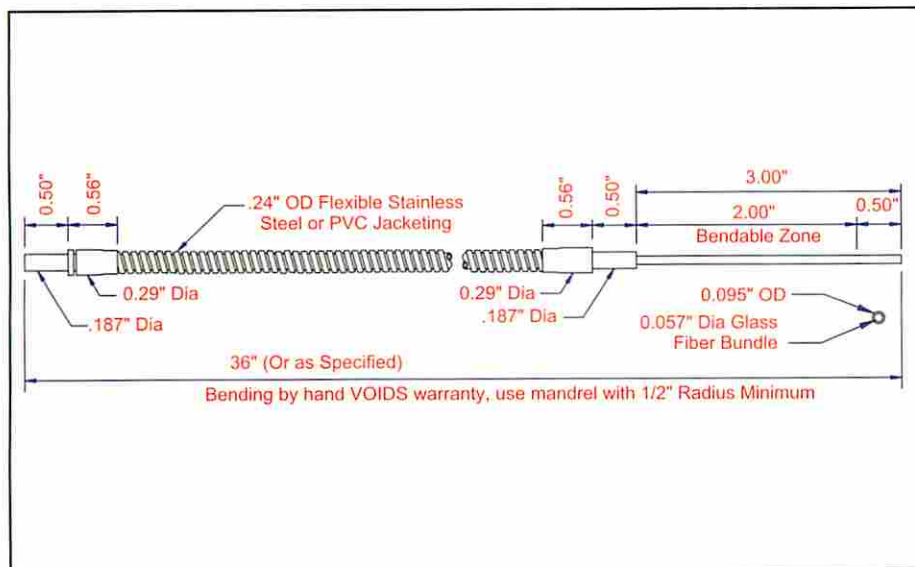 3.00"
0.50"
0.56"
.24" OD Flexible Stainless
Steel or PVC Jacketing
0.56"
0.50"
2.00"
0.50"
Bendable Zone
0.29" Dia
.187" Dia
0.29" Dia
.187" Dia
0.095" OD
0.057" Dia Glass
Fiber Bundle
36" (Or as Specified)
Bending by hand VOIDS warranty, use mandrel with 1/2" Radius Minimum